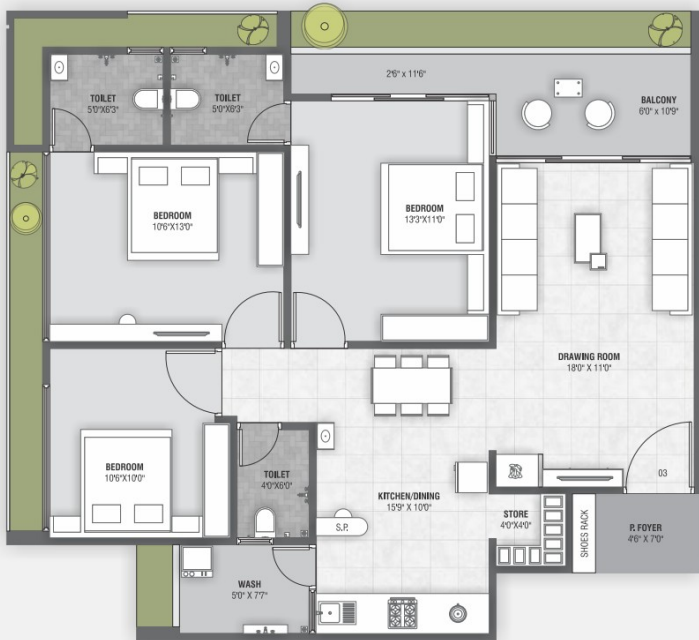 2'6" x 11'6"
TOILET
5'0"X6'3"
TOILET
5'0"X6'3"
BALCONY
6'0" x 10'9"
BEDROOM
10'6"X13'0"
BEDROOM
13'3"X11'0"
DRAWING ROOM
18'0" X 11'0"
BEDROOM
10'6"X10'0"
TOILET
4'0"X6'0"
KITCHEN/DINING
15'9" X 10'0"
03
S.P.
STORE
4'0"X4'0"
SHOES RACK
P. FOYER
4'6" X 7'0"
WASH
5'0" X 7'7"